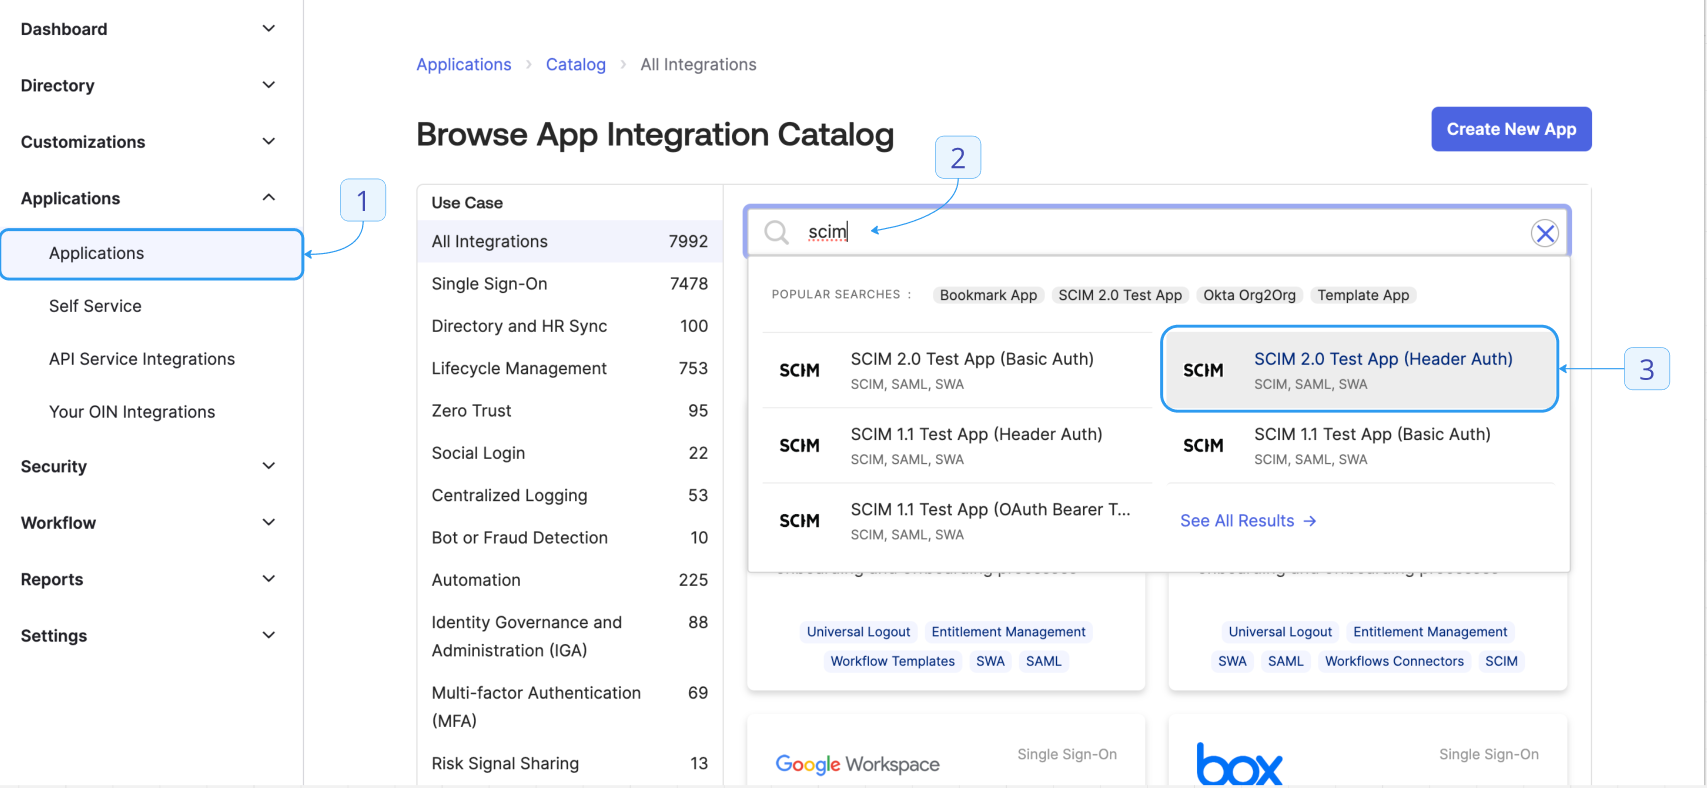 Dashboard
Directory
Customizations
Applications
Applications
Self Service
API Service Integrations
Your OIN Integrations
Security
Workflow
Reports
Settings
1
Applications › Catalog › All Integrations
Browse App Integration Catalog
Create New App
2
Use Case
All Integrations 7992
Single Sign-On 7478
Directory and HR Sync 100
Lifecycle Management 753
Zero Trust 95
Social Login 22
Centralized Logging 53
Bot or Fraud Detection 10
Automation 225
Identity Governance and 88
Administration (IGA)
Multi-factor Authentication 69
(MFA)
Risk Signal Sharing 13
scim
POPULAR SEARCHES : Bookmark App SCIM 2.0 Test App Okta Org2Org Template App
SCIM
SCIM 2.0 Test App (Basic Auth)
SCIM, SAML, SWA
SCIM
SCIM 2.0 Test App (Header Auth)
SCIM, SAML, SWA
3
SCIM
SCIM 1.1 Test App (Header Auth)
SCIM, SAML, SWA
SCIM
SCIM 1.1 Test App (Basic Auth)
SCIM, SAML, SWA
SCIM
SCIM 1.1 Test App (OAuth Bearer T...
SCIM, SAML, SWA
See All Results →
Universal Logout Entitlement Management
Workflow Templates SWA SAML
Universal Logout Entitlement Management
SWA SAML Workflows Connectors SCIM
Google Workspace
Single Sign-On
box
Single Sign-On